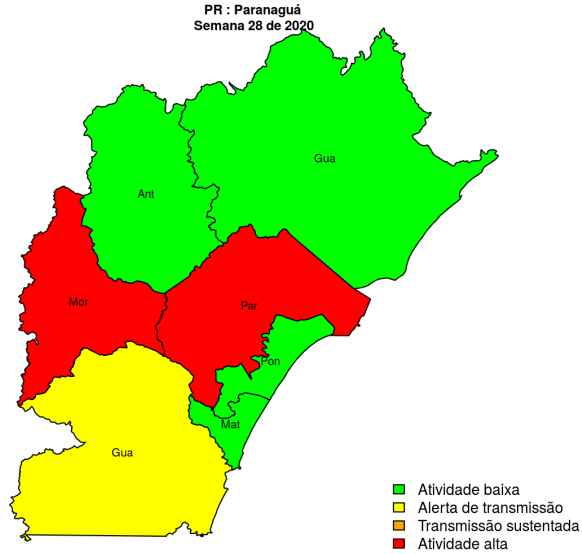 PR : Paranaguá
Semana 28 de 2020
Gua
Ant
Mor
Par
Pon
Mat
Gua
Atividade baixa
Alerta de transmissão
Transmissão sustentada
Atividade alta